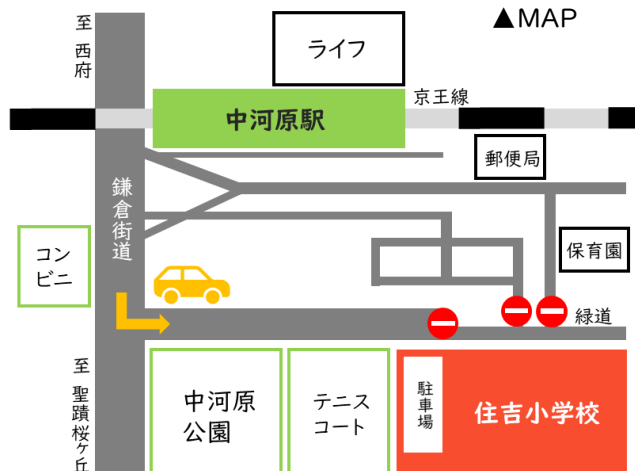 至
西府
ライフ
▲MAP
京王線
中河原駅
郵便局
鎌倉街道
コン
ビニ
保育園
緑道
至
聖蹟桜ヶ丘
中河原
公園
テニス
コート
駐車場
住吉小学校